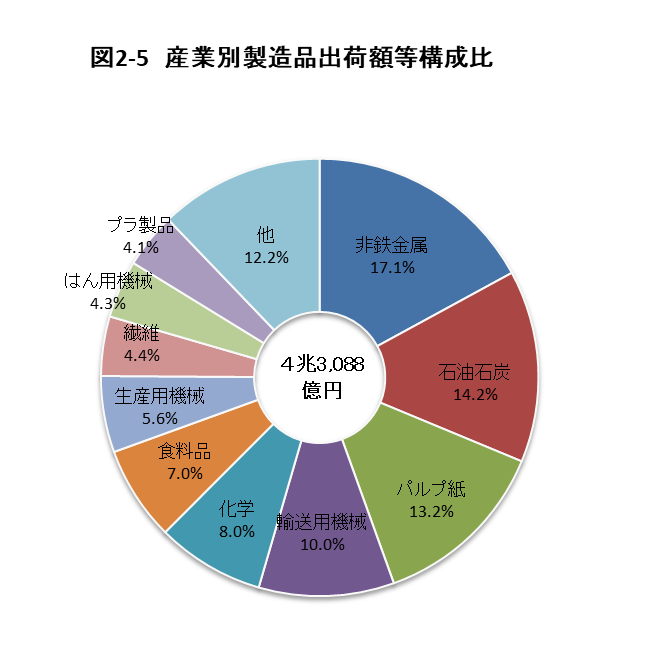 図2-5 産業別製造品出荷額等構成比
非鉄金属
17.1%
石油石炭
14.2%
パルプ紙
13.2%
輸送用機械
10.0%
化学
8.0%
食料品
7.0%
生産用機械
5.6%
繊維
4.4%
はん用機械
4.3%
プラ製品
4.1%
他
12.2%
４兆3,088
億円